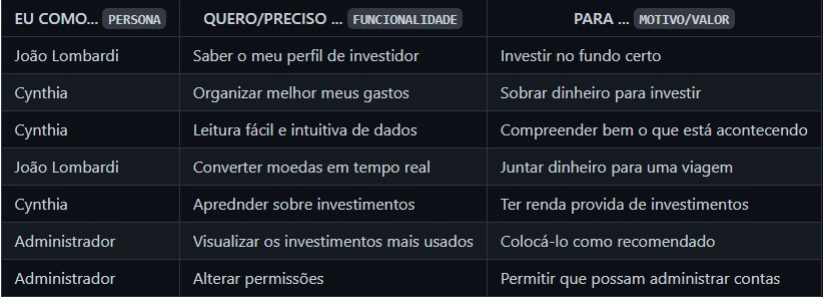 EU COMO... PERSONA QUERO/PRECISO ... FUNCIONALIDADE PARA ... MOTIVO/VALOR
João Lombardi Saber o meu perfil de investidor Investir no fundo certo
Cynthia Organizar melhor meus gastos Sobrar dinheiro para investir
Cynthia Leitura fácil e intuitiva de dados Compreender bem o que está acontecendo
João Lombardi Converter moedas em tempo real Juntar dinheiro para uma viagem
Cynthia Aprednder sobre investimentos Ter renda provida de investimentos
Administrador Visualizar os investimentos mais usados Colocá-lo como recomendado
Administrador Alterar permissões Permitir que possam administrar contas